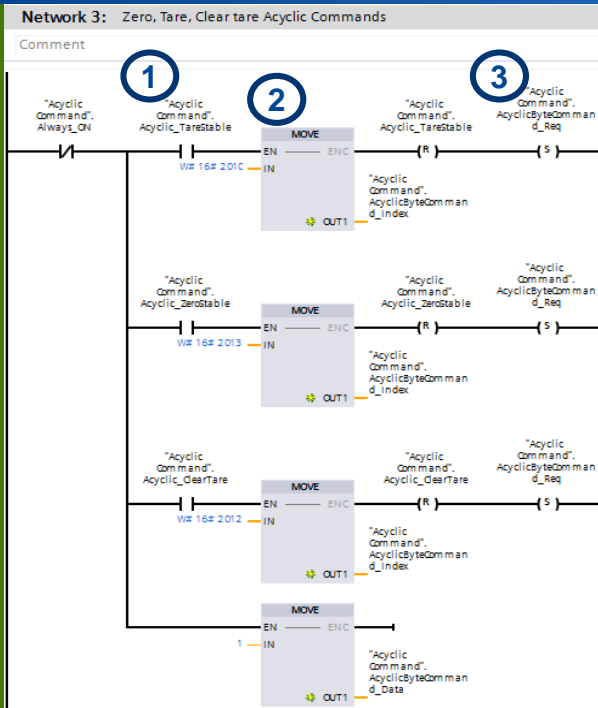 Network 3: Zero, Tare, Clear tare Acyclic Commands
Comment
1
2
3
"Acyclic
Command".
Always_ON
"Acyclic
Command".
Acyclic_TareStable
MOVE
EN
ENO
W# 16# 2010
IN
OUT1
"Acyclic
Command".
AcyclicByteComman
d_Index
"Acyclic
Command".
Acyclic_TareStable
R
"Acyclic
Command".
AcyclicByteComman
d_Req
S
"Acyclic
Command".
Acyclic_ZeroStable
MOVE
EN
ENO
W# 16# 2013
IN
OUT1
"Acyclic
Command".
AcyclicByteComman
d_Index
"Acyclic
Command".
Acyclic_ZeroStable
R
"Acyclic
Command".
AcyclicByteComman
d_Req
S
"Acyclic
Command".
Acyclic_ClearTare
MOVE
EN
ENO
W# 16# 2012
IN
OUT1
"Acyclic
Command".
AcyclicByteComman
d_Index
"Acyclic
Command".
Acyclic_ClearTare
R
"Acyclic
Command".
AcyclicByteComman
d_Req
S
MOVE
EN
ENO
1
IN
OUT1
"Acyclic
Command".
AcyclicByteComman
d_Data